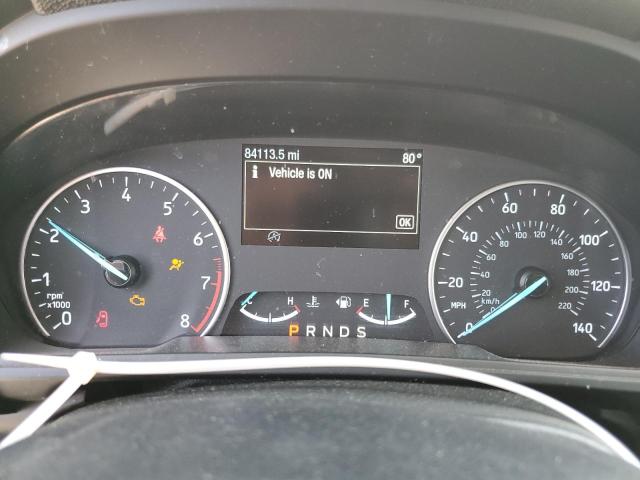 84113.5 mi 80°
i Vehicle is ON
OK
0 1 2 3 4 5 6 7 8
rpm
x1000
H E F
P R N D S
0 20 40 60 80 100 120 140
MPH
0 20 40 60 80 100 120 140 160 180 200 220
km/h